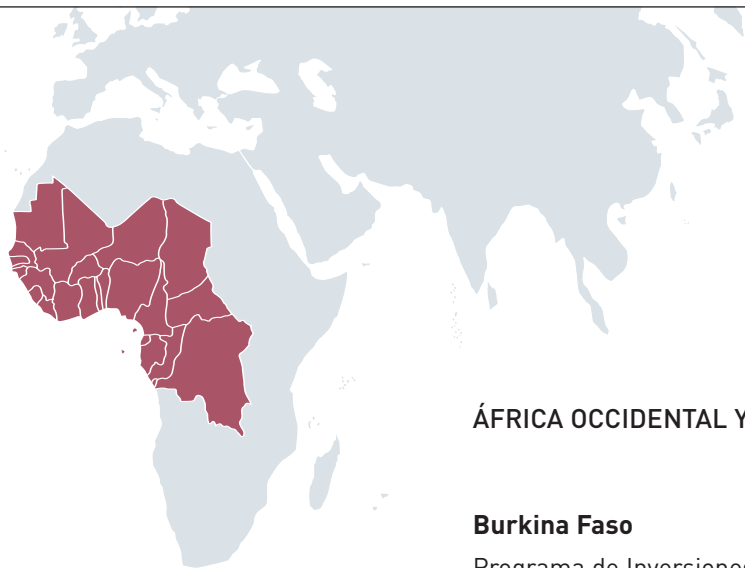 ÁFRICA OCCIDENTAL Y
Burkina Faso
Programa de Inversiones